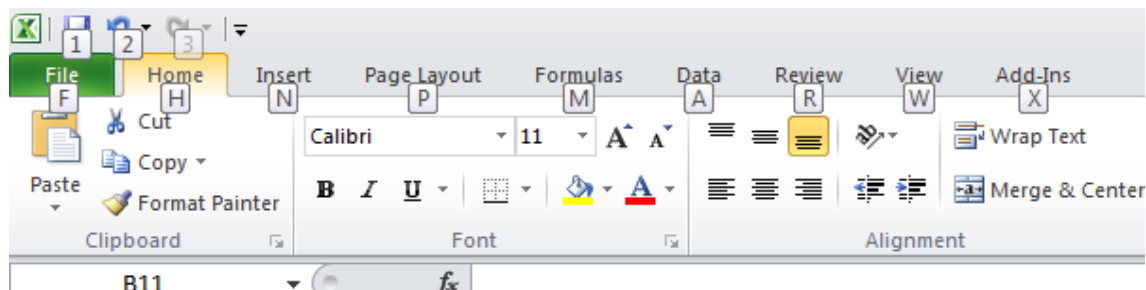 1 2 3
File Home Insert Page Layout Formulas Data Review View Add-Ins
F H N P M A R W X
Cut
Calibri 11 A A Wrap Text
Copy
Paste B I U A a Merge & Center
Format Painter
Clipboard Font Alignment
B11 fx